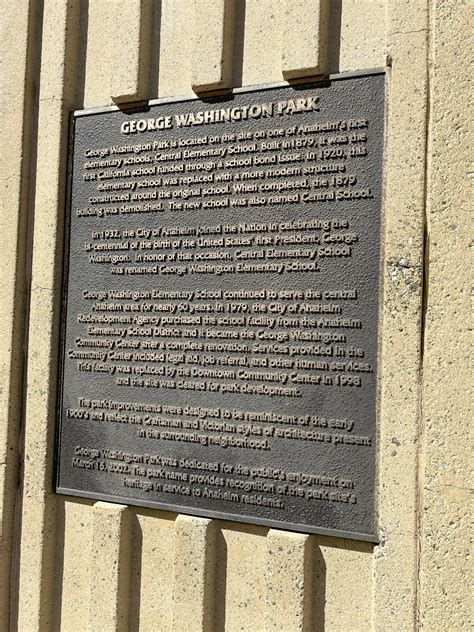 GEORGE WASHINGTON PARK
George Washington Park is located on the site on one of Anaheim's first
elementary schools, Central Elementary School. Built in 1879, it was the
first California school funded through a school bond issue. In 1920, this
elementary school was replaced with a more modern structure
constructed around the original school. When completed, the 1879
building was demolished. The new school was also named Central School.
In 1932, the City of Anaheim joined the Nation in celebrating the
bi-centennial of the birth of the United States' first President, George
Washington. In honor of that occasion, Central Elementary School
was renamed George Washington Elementary School.
George Washington Elementary School continued to serve the central
Anaheim area for nearly 60 years. In 1979, the City of Anaheim
Redevelopment Agency purchased the school facility from the Anaheim
Elementary School District and it became the George Washington
Community Center after a complete renovation. Services provided in the
Community Center included legal aid, job referral, and other human services.
This facility was replaced by the Downtown Community Center in 1998
and the site was cleared for park development.
The park improvements were designed to be reminiscent of the early
1900's and reflect the Craftsman and Victorian styles of architecture present
in the surrounding neighborhood.
George Washington Park was dedicated for the public's enjoyment on
March 16, 2002. The park name provides recognition of the park site's
heritage in service to Anaheim residents.